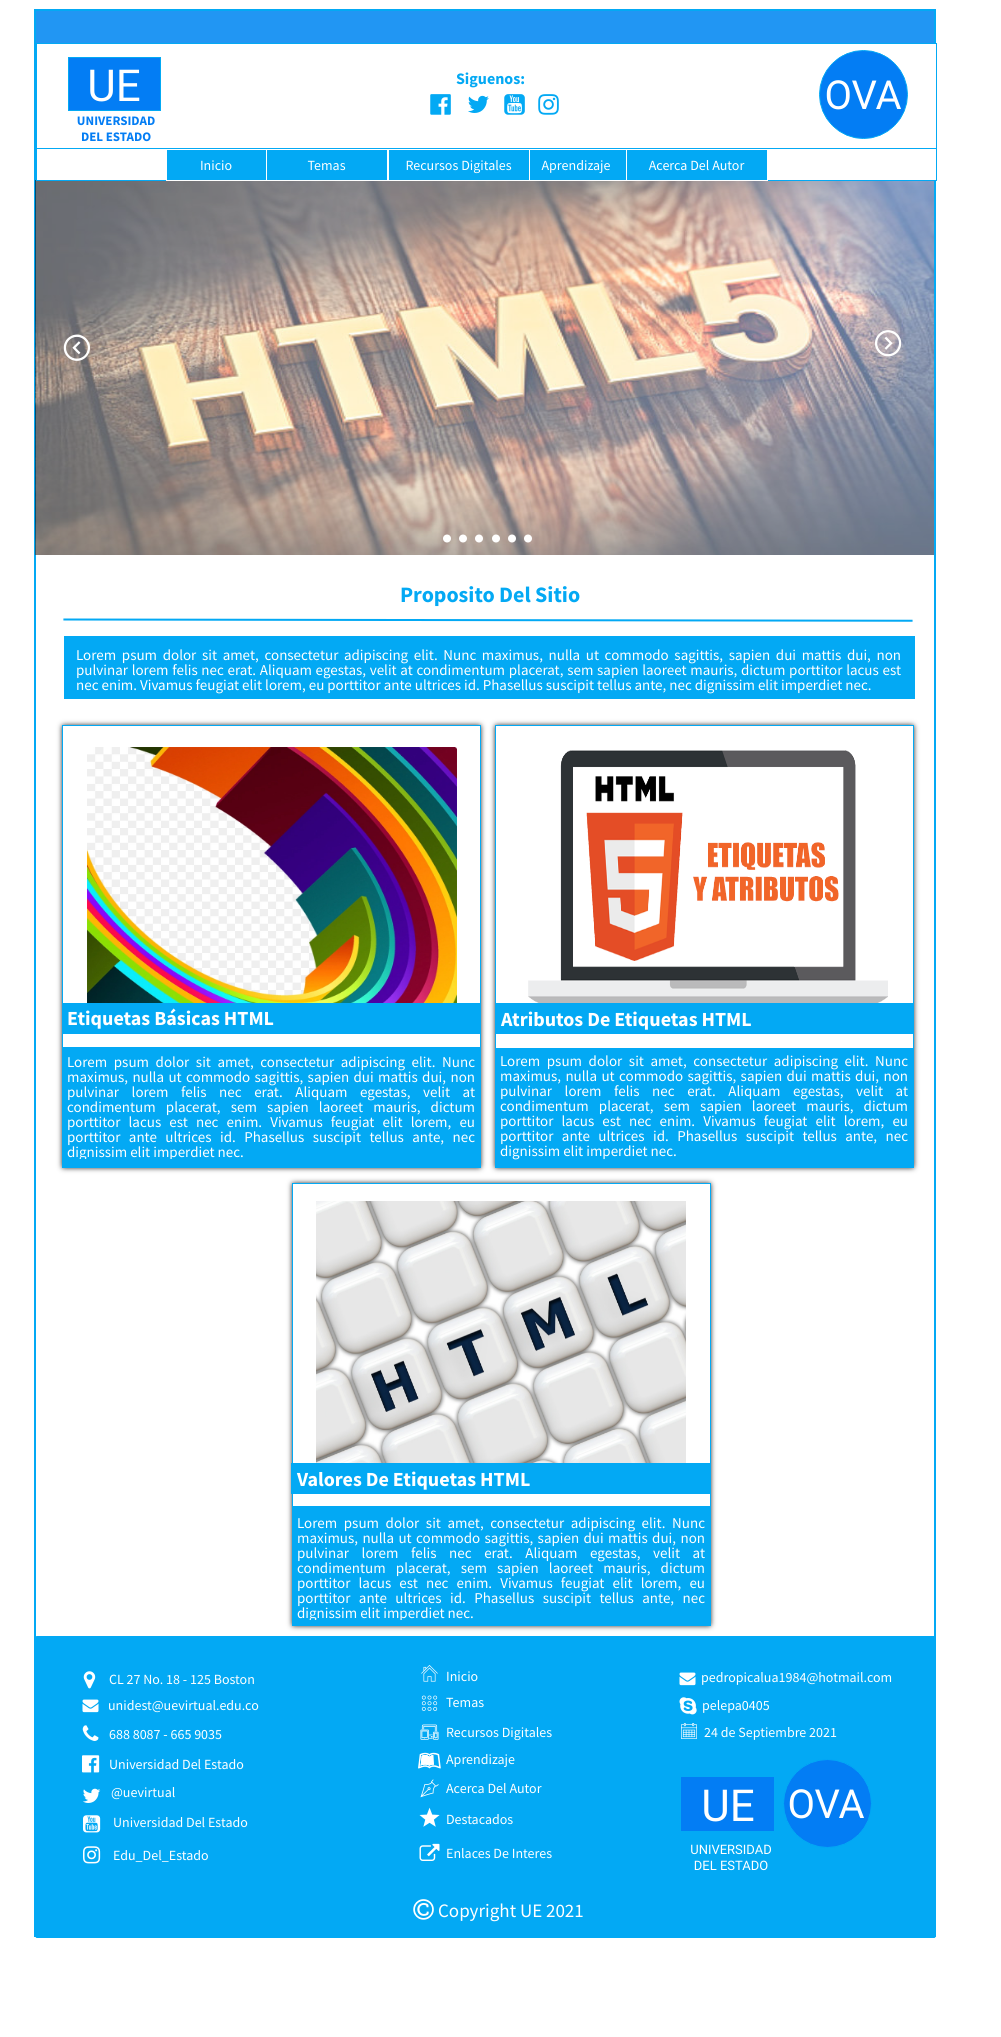 UE
UNIVERSIDAD
DEL ESTADO
Siguenos:
You
Tube
OVA
Inicio
Temas
Recursos Digitales
Aprendizaje
Acerca Del Autor
HTML5
Proposito Del Sitio
Lorem psum dolor sit amet, consectetur adipiscing elit. Nunc maximus, nulla ut commodo sagittis, sapien dui mattis dui, non
pulvinar lorem felis nec erat. Aliquam egestas, velit at condimentum placerat, sem sapien laoreet mauris, dictum porttitor lacus est
nec enim. Vivamus feugiat elit lorem, eu porttitor ante ultrices id. Phasellus suscipit tellus ante, nec dignissim elit imperdiet nec.
Etiquetas Básicas HTML
Lorem psum dolor sit amet, consectetur adipiscing elit. Nunc
maximus, nulla ut commodo sagittis, sapien dui mattis dui, non
pulvinar lorem felis nec erat. Aliquam egestas, velit at
condimentum placerat, sem sapien laoreet mauris, dictum
porttitor lacus est nec enim. Vivamus feugiat elit lorem, eu
porttitor ante ultrices id. Phasellus suscipit tellus ante, nec
dignissim elit imperdiet nec.
HTML
5
ETIQUETAS
Y ATRIBUTOS
Atributos De Etiquetas HTML
Lorem psum dolor sit amet, consectetur adipiscing elit. Nunc
maximus, nulla ut commodo sagittis, sapien dui mattis dui, non
pulvinar lorem felis nec erat. Aliquam egestas, velit at
condimentum placerat, sem sapien laoreet mauris, dictum
porttitor lacus est nec enim. Vivamus feugiat elit lorem, eu
porttitor ante ultrices id. Phasellus suscipit tellus ante, nec
dignissim elit imperdiet nec.
HTML
Valores De Etiquetas HTML
Lorem psum dolor sit amet, consectetur adipiscing elit. Nunc
maximus, nulla ut commodo sagittis, sapien dui mattis dui, non
pulvinar lorem felis nec erat. Aliquam egestas, velit at
condimentum placerat, sem sapien laoreet mauris, dictum
porttitor lacus est nec enim. Vivamus feugiat elit lorem, eu
porttitor ante ultrices id. Phasellus suscipit tellus ante, nec
dignissim elit imperdiet nec.
CL 27 No. 18 - 125 Boston
unidest@uevirtual.edu.co
688 8087 - 665 9035
Universidad Del Estado
@uevirtual
You
Tube
Universidad Del Estado
Edu_Del_Estado
Inicio
Temas
Recursos Digitales
Aprendizaje
Acerca Del Autor
Destacados
Enlaces De Interes
pedropicalua1984@hotmail.com
pelepa0405
24 de Septiembre 2021
UE
UNIVERSIDAD
DEL ESTADO
OVA
© Copyright UE 2021